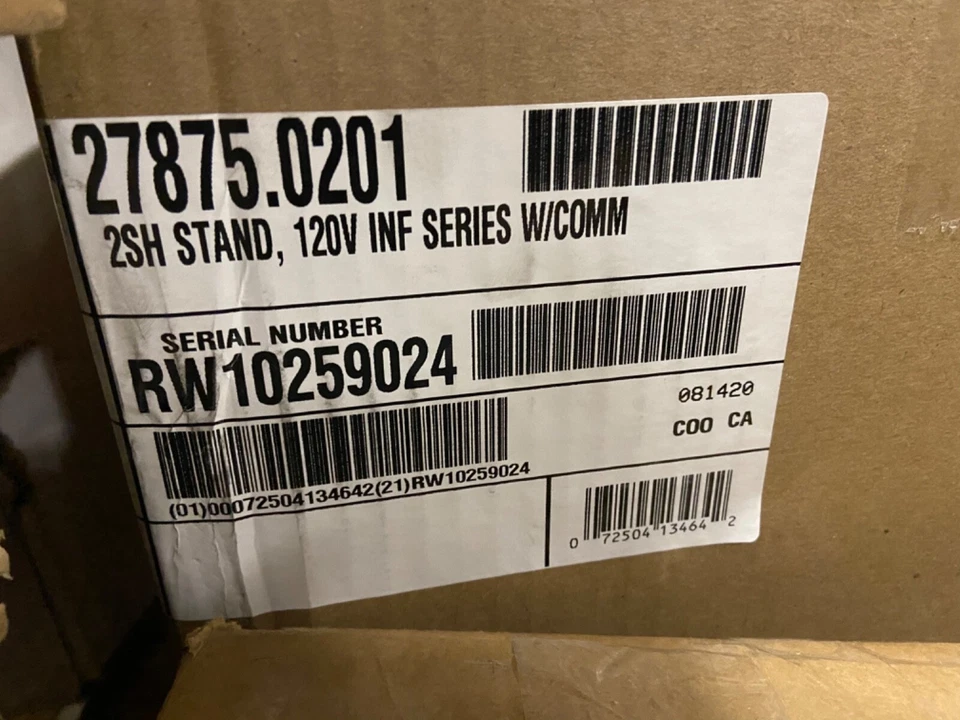 27875.0201
2SH STAND, 120V INF SERIES W/COMM
SERIAL NUMBER
RW10259024
081420
COO CA
(01)00072504134642(21)RW10259024
0 72504 13464 2